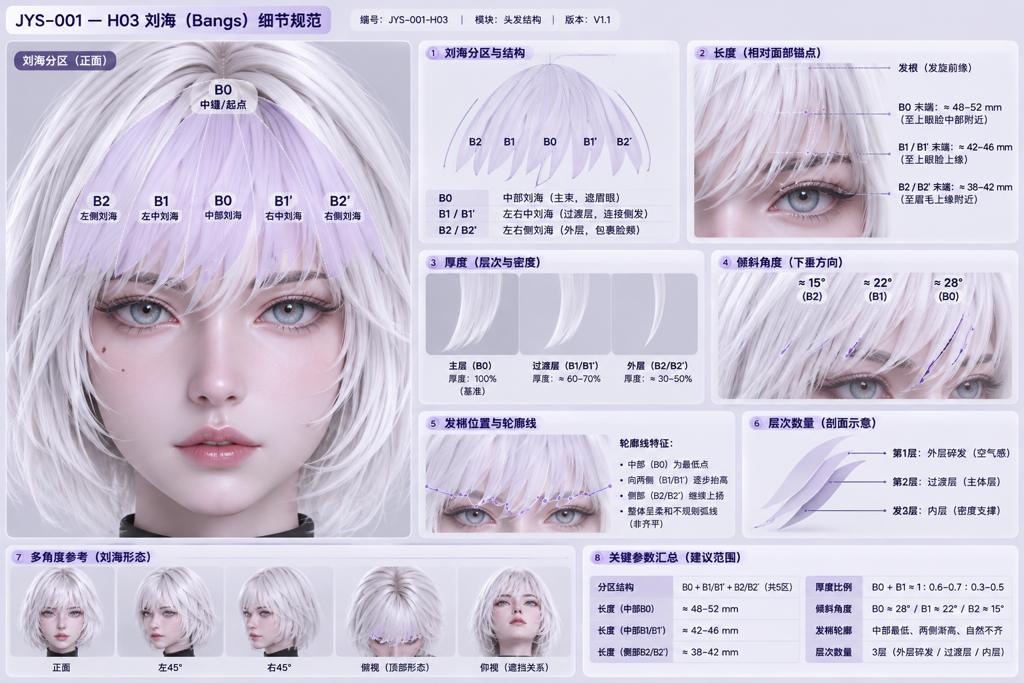 JYS-001 — H03 刘海（Bangs）细节规范
编号：JYS-001-H03 | 模块：头发结构 | 版本：V1.1
刘海分区（正面）
B0
中缝/起点
B2 B1 B0 B1' B2'
左侧刘海 左中刘海 中部刘海 右中刘海 右侧刘海
1 刘海分区与结构
B2 B1 B0 B1' B2'
B0 中部刘海（主束，遮眉眼）
B1 / B1' 左右中刘海（过渡层，连接侧发）
B2 / B2' 左右侧刘海（外层，包裹脸颊）
2 长度（相对面部锚点）
发根（发旋前缘）
B0 末端：≈ 48–52 mm
（至上眼脸中部附近）
B1 / B1' 末端：≈ 42–46 mm
（至上眼脸上缘）
B2 / B2' 末端：≈ 38–42 mm
（至眉毛上缘附近）
3 厚度（层次与密度）
主层（B0）
厚度：100%
（基准）
过渡层（B1/B1'）
厚度：≈ 60–70%
外层（B2/B2'）
厚度：≈ 30–50%
4 倾斜角度（下垂方向）
≈ 15° ≈ 22° ≈ 28°
(B2) (B1) (B0)
5 发梢位置与轮廓线
轮廓线特征：
• 中部（B0）为最低点
• 向两侧（B1/B1'）逐步抬高
• 侧部（B2/B2'）继续上扬
• 整体呈柔和不规则弧线
（非齐平）
6 层次数量（剖面示意）
第1层：外层碎发（空气感）
第2层：过渡层（主体层）
发3层：内层（密度支撑）
7 多角度参考（刘海形态）
正面 左45° 右45° 俯视（顶部形态） 仰视（遮挡关系）
8 关键参数汇总（建议范围）
分区结构 B0 + B1/B1' + B2/B2'（共5区）
长度（中部B0） ≈ 48–52 mm
长度（中部B1/B1'） ≈ 42–46 mm
长度（侧部B2/B2'） ≈ 38–42 mm
厚度比例 B0 + B1 ≈ 1 : 0.6–0.7 : 0.3–0.5
倾斜角度 B0 ≈ 28° / B1 ≈ 22° / B2 ≈ 15°
发梢轮廓 中部最低、两侧渐高、自然不齐
层次数量 3层（外层碎发 / 过渡层 / 内层）